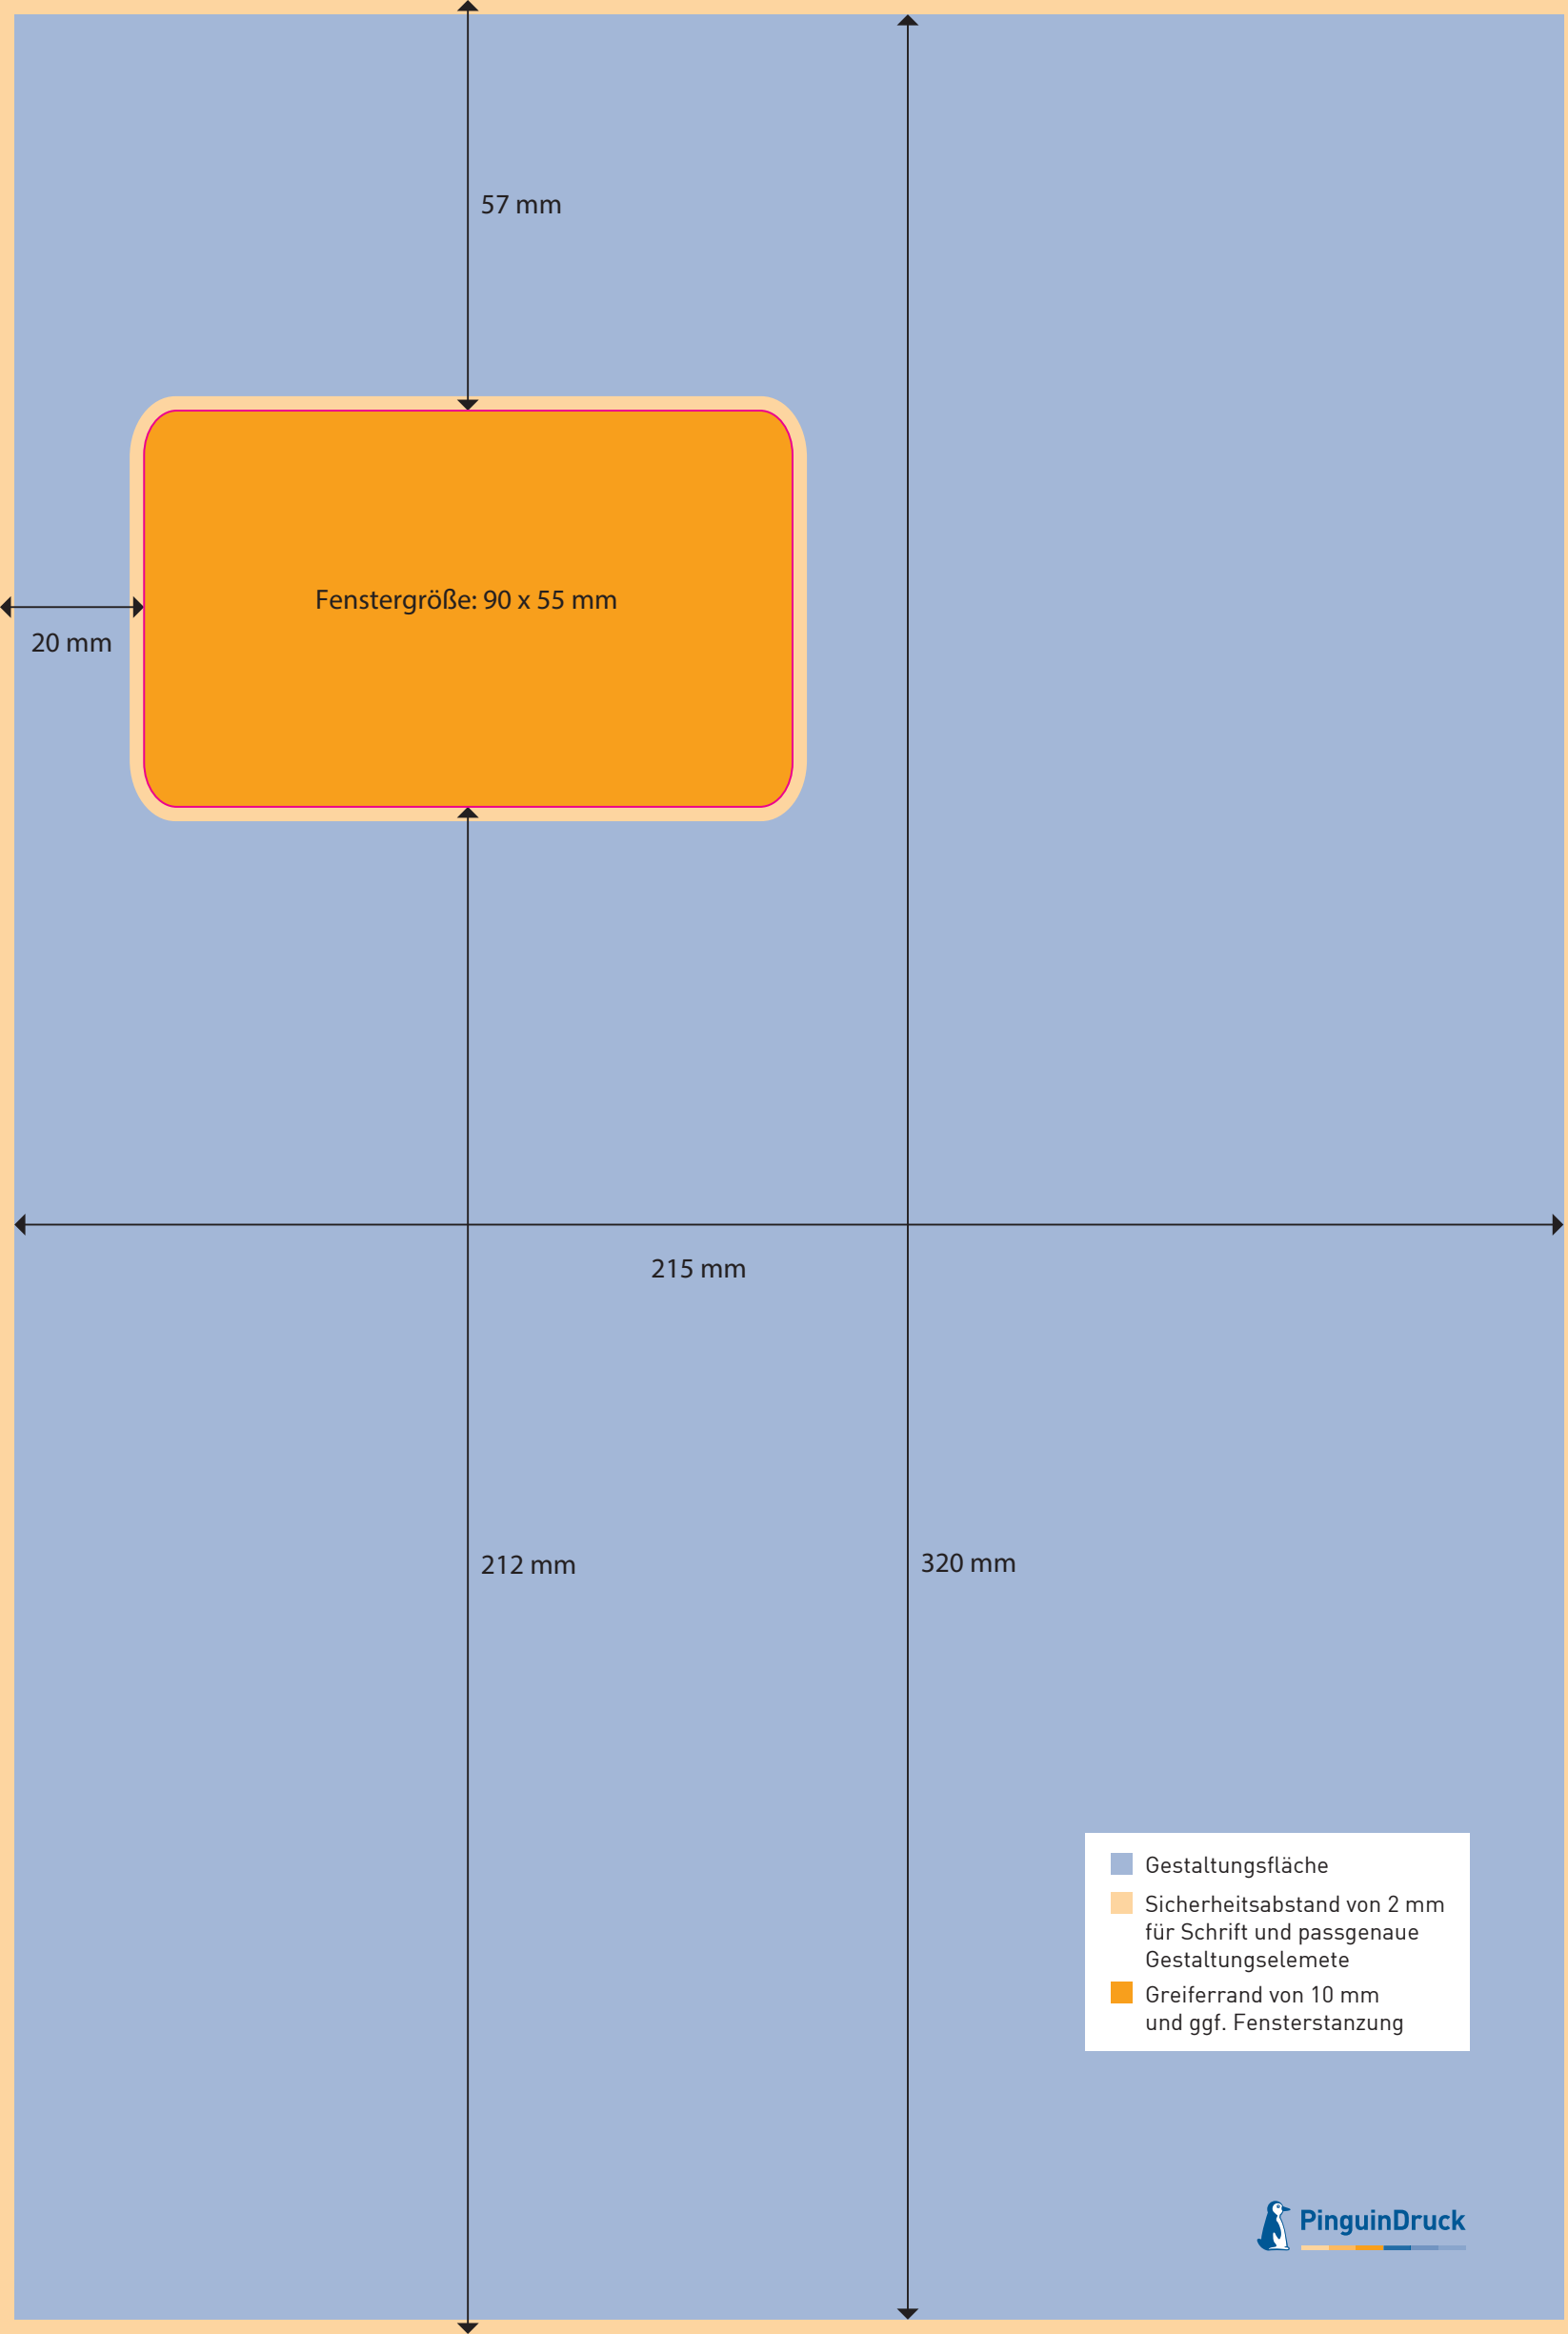 57 mm
Fenstergröße: 90 x 55 mm
20 mm
215 mm
212 mm
320 mm
Gestaltungsfläche
Sicherheitsabstand von 2 mm
für Schrift und passgenaue
Gestaltungselemete
Greiferrand von 10 mm
und ggf. Fensterstanzung
PinguinDruck